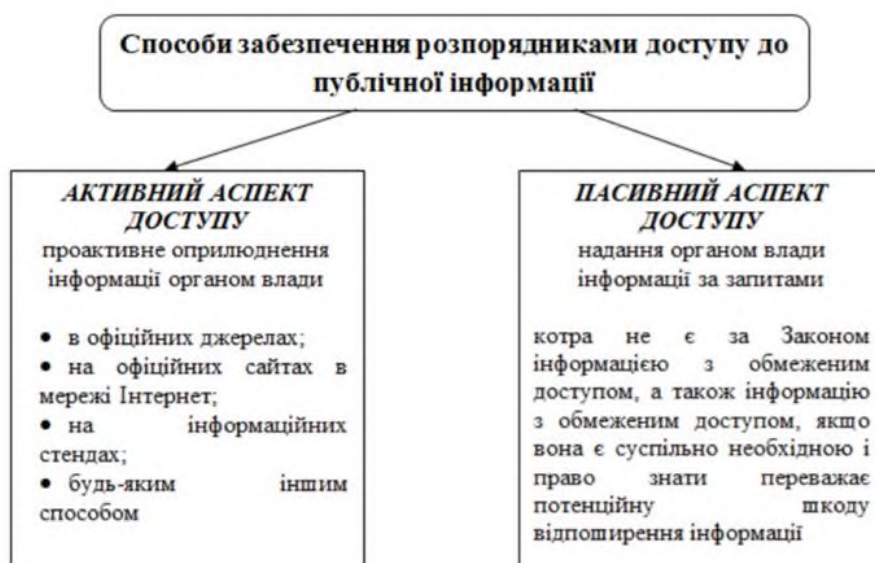 Способи забезпечення розпорядниками доступу до
публічної інформації
АКТИВНИЙ АСПЕКТ
ДОСТУПУ
проактивне оприлюднення
інформації органом влади
• в офіційних джерелах;
• на офіційних сайтах в
мережі Інтернет;
• на інформаційних
стендах;
• будь-яким іншим
способом
ПАСИВНИЙ АСПЕКТ
ДОСТУПУ
надання органом влади
інформації за запитами
котра не є за Законом
інформацією з обмеженим
доступом, а також інформацію
з обмеженим доступом, якщо
вона є суспільно необхідною і
право знати переважає
потенційну шкоду
відпоширення інформації